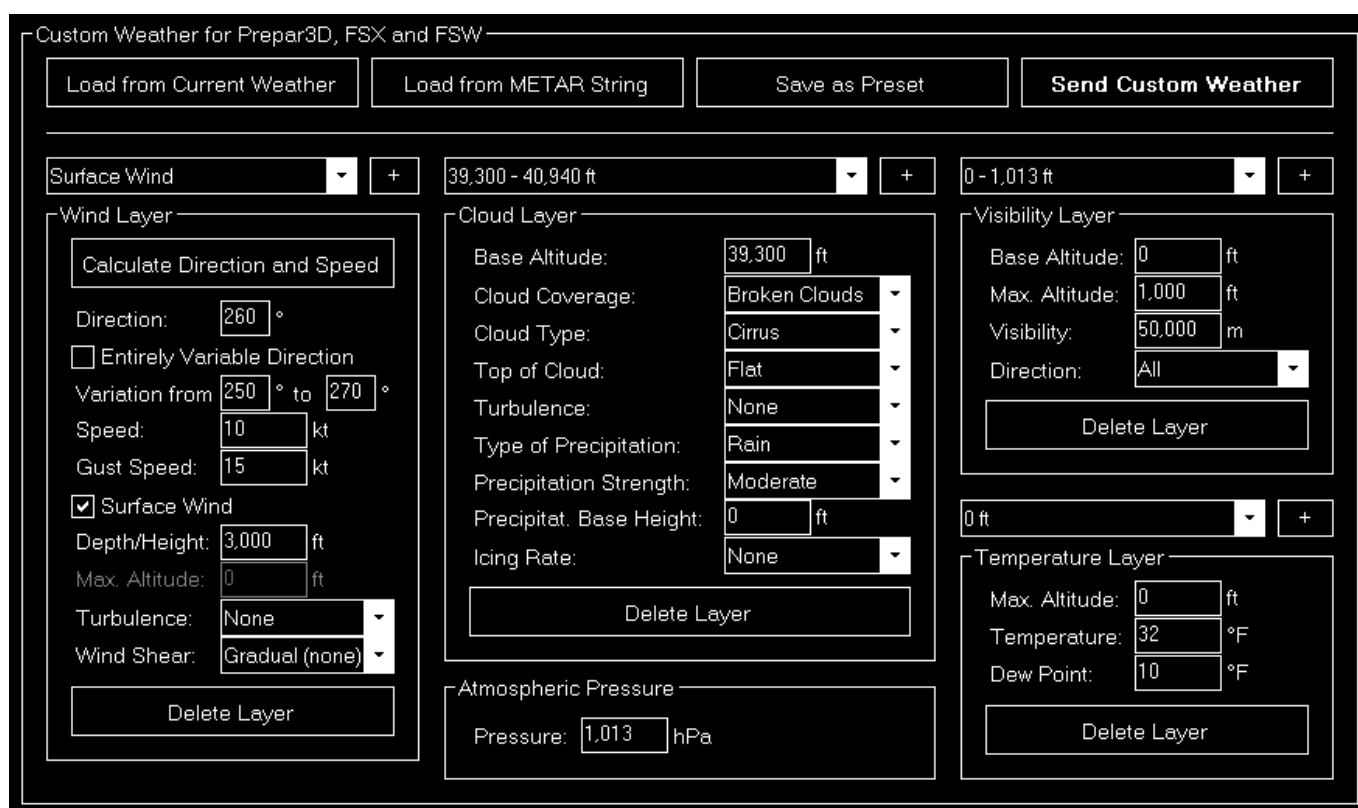 Custom Weather for Prepar3D, FSX and FSW
Load from Current Weather
Load from METAR String
Save as Preset
Send Custom Weather
Surface Wind
+
Wind Layer
Calculate Direction and Speed
Direction: 260 °
Entirely Variable Direction
Variation from 250 ° to 270 °
Speed: 10 kt
Gust Speed: 15 kt
Surface Wind
Depth/Height: 3,000 ft
Max. Altitude: 0 ft
Turbulence: None
Wind Shear: Gradual (none)
Delete Layer
39,300 - 40,940 ft
+
Cloud Layer
Base Altitude: 39,300 ft
Cloud Coverage: Broken Clouds
Cloud Type: Cirrus
Top of Cloud: Flat
Turbulence: None
Type of Precipitation: Rain
Precipitation Strength: Moderate
Precipitat. Base Height: 0 ft
Icing Rate: None
Delete Layer
Atmospheric Pressure
Pressure: 1,013 hPa
0 - 1,013 ft
+
Visibility Layer
Base Altitude: 0 ft
Max. Altitude: 1,000 ft
Visibility: 50,000 m
Direction: All
Delete Layer
0 ft
+
Temperature Layer
Max. Altitude: 0 ft
Temperature: 32 °F
Dew Point: 10 °F
Delete Layer